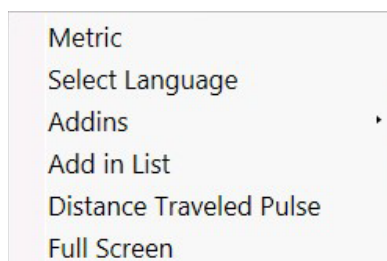 Metric
Select Language
Addins
Add in List
Distance Traveled Pulse
Full Screen